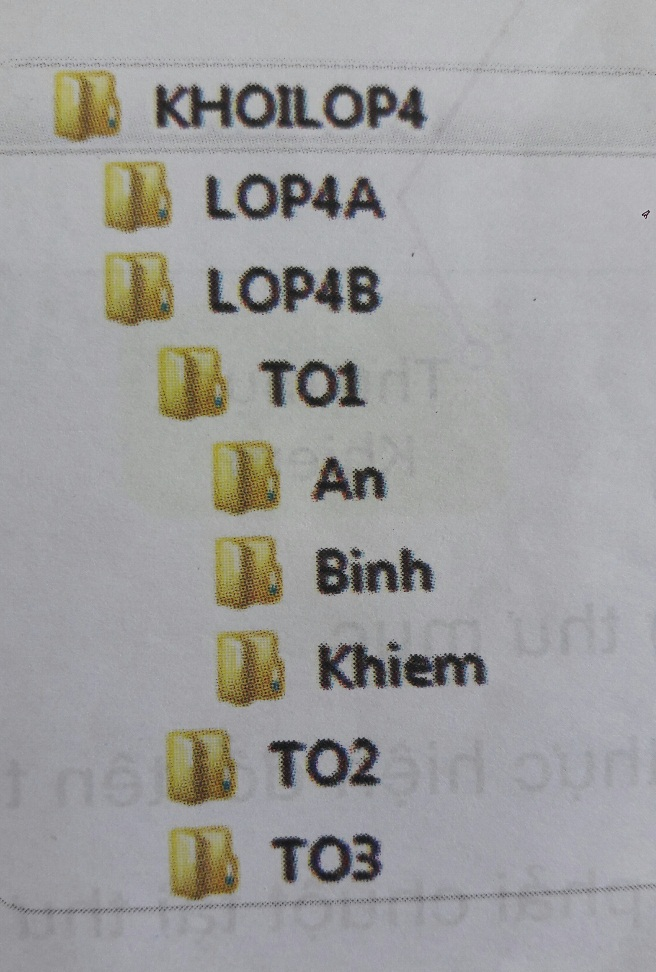 KHOILOP4
LOP4A
LOP4B
TO1
An
Binh
Khiem
TO2
TO3